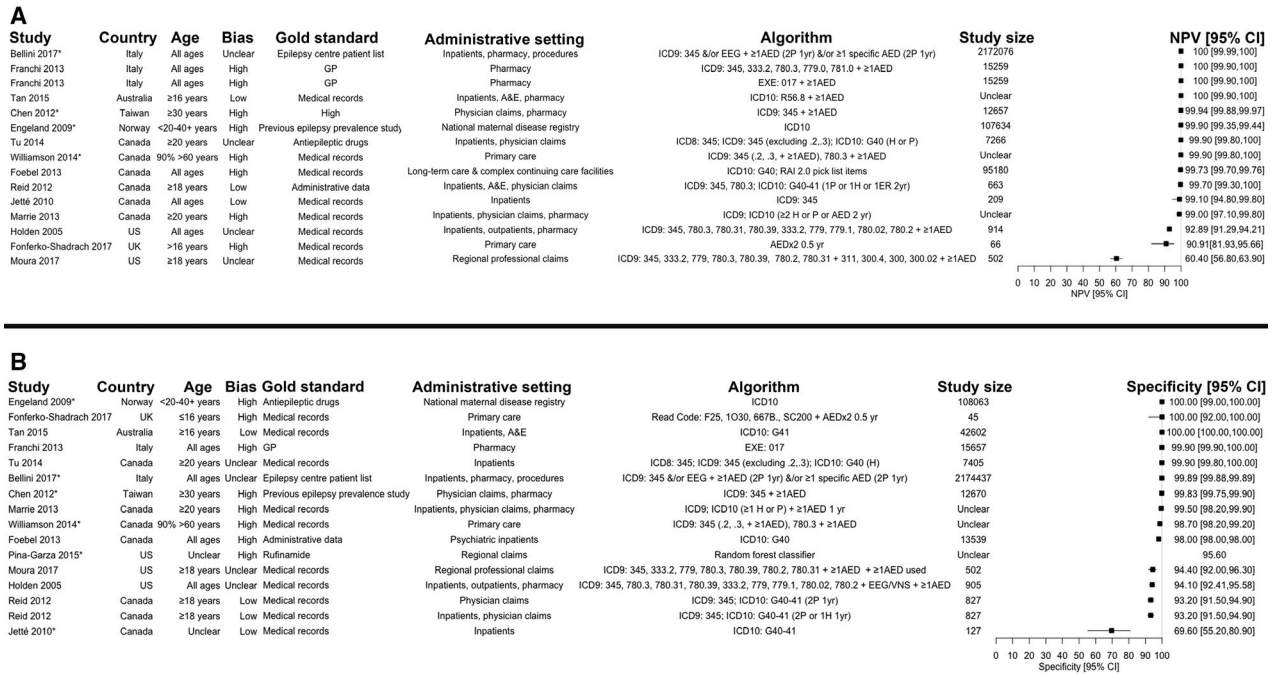 A
Study Country Age Bias Gold standard Administrative setting Algorithm Study size NPV [95% CI]
Bellini 2017* Italy All ages Unclear Epilepsy centre patient list Inpatients, pharmacy, procedures ICD9: 345 &/or EEG + ≥1AED (2P 1yr) &/or ≥1 specific AED (2P 1yr) 2172076 100 [99.99,100]
Franchi 2013 Italy All ages High GP Pharmacy ICD9: 345, 333.2, 780.3, 779.0, 781.0 + ≥1AED 15259 100 [99.90,100]
Franchi 2013 Italy All ages High GP Pharmacy EXE: 017 + ≥1AED 15259 100 [99.90,100]
Tan 2015 Australia ≥16 years Low Medical records Inpatients, A&E, pharmacy ICD10: R56.8 + ≥1AED Unclear 100 [99.90,100]
Chen 2012* Taiwan ≥30 years High High Physician claims, pharmacy ICD9: 345 + ≥1AED 12657 99.94 [99.88,99.97]
Engeland 2009* Norway <20-40+ years High Previous epilepsy prevalence study National maternal disease registry ICD10 107634 99.90 [99.35,99.44]
Tu 2014 Canada ≥20 years Unclear Antiepileptic drugs Inpatients, physician claims ICD8: 345; ICD9: 345 (excluding .2,.3); ICD10: G40 (H or P) 7266 99.90 [99.80,100]
Williamson 2014* Canada 90% >60 years High Medical records Primary care ICD9: 345 (.2, .3, + ≥1AED), 780.3 + ≥1AED Unclear 99.90 [99.80,100]
Foebel 2013 Canada All ages High Medical records Long-term care & complex continuing care facilities ICD10: G40; RAI 2.0 pick list items 95180 99.73 [99.70,99.76]
Reid 2012 Canada ≥18 years Low Administrative data Inpatients, A&E, physician claims ICD9: 345, 780.3; ICD10: G40-41 (1P or 1H or 1ER 2yr) 663 99.70 [99.30,100]
Jetté 2010 Canada All ages Low Medical records Inpatients ICD9: 345 209 99.10 [94.80,99.80]
Marrie 2013 Canada ≥20 years High Medical records Inpatients, physician claims, pharmacy ICD9; ICD10 (≥2 H or P or AED 2 yr) Unclear 99.00 [97.10,99.80]
Holden 2005 US All ages Unclear Medical records Inpatients, outpatients, pharmacy ICD9: 345, 780.3, 780.31, 780.39, 333.2, 779, 779.1, 780.02, 780.2 + ≥1AED 914 92.89 [91.29,94.21]
Fonferko-Shadrach 2017 UK >16 years High Medical records Primary care AEDx2 0.5 yr 66 90.91[81.93,95.66]
Moura 2017 US ≥18 years Unclear Medical records Regional professional claims ICD9: 345, 333.2, 779, 780.3, 780.39, 780.2, 780.31 + 311, 300.4, 300, 300.02 + ≥1AED 502 60.40 [56.80,63.90]
0 10 20 30 40 50 60 70 80 90 100
NPV [95% CI]
B
Study Country Age Bias Gold standard Administrative setting Algorithm Study size Specificity [95% CI]
Engeland 2009* Norway <20-40+ years High Antiepileptic drugs National maternal disease registry ICD10 108063 100.00 [99.00,100.00]
Fonferko-Shadrach 2017 UK ≤16 years High Medical records Primary care Read Code: F25, 1O30, 667B., SC200 + AEDx2 0.5 yr 45 100.00 [92.00,100.00]
Tan 2015 Australia ≥16 years Low Medical records Inpatients, A&E ICD10: G41 42602 100.00 [100.00,100.00]
Franchi 2013 Italy All ages High GP Pharmacy EXE: 017 15657 99.90 [99.90,100.00]
Tu 2014 Canada ≥20 years Unclear Medical records Inpatients ICD8: 345; ICD9: 345 (excluding .2,.3); ICD10: G40 (H) 7405 99.90 [99.80,100.00]
Bellini 2017* Italy All ages Unclear Epilepsy centre patient list Inpatients, pharmacy, procedures ICD9: 345 &/or EEG + ≥1AED (2P 1yr) &/or ≥1 specific AED (2P 1yr) 2174437 99.89 [99.88,99.89]
Chen 2012* Taiwan ≥30 years High Previous epilepsy prevalence study Physician claims, pharmacy ICD9: 345 + ≥1AED 12670 99.83 [99.75,99.90]
Marrie 2013 Canada ≥20 years High Medical records Inpatients, physician claims, pharmacy ICD9; ICD10 (≥1 H or P) + ≥1AED 1 yr Unclear 99.50 [98.20,99.90]
Williamson 2014* Canada 90% >60 years High Medical records Primary care ICD9: 345 (.2, .3, + ≥1AED), 780.3 + ≥1AED Unclear 98.70 [98.20,99.20]
Foebel 2013 Canada All ages High Administrative data Psychiatric inpatients ICD10: G40 13539 98.00 [98.00,98.00]
Pina-Garza 2015* US Unclear High Rufinamide Regional claims Random forest classifier Unclear 95.60
Moura 2017 US ≥18 years Unclear Medical records Regional professional claims ICD9: 345, 333.2, 779, 780.3, 780.39, 780.2, 780.31 + ≥1AED + ≥1AED used 502 94.40 [92.00,96.30]
Holden 2005 US All ages Unclear Medical records Inpatients, outpatients, pharmacy ICD9: 345, 780.3, 780.31, 780.39, 333.2, 779, 779.1, 780.02, 780.2 + EEG/VNS + ≥1AED 905 94.10 [92.41,95.58]
Reid 2012 Canada ≥18 years Low Medical records Physician claims ICD9: 345; ICD10: G40-41 (2P 1yr) 827 93.20 [91.50,94.90]
Reid 2012 Canada ≥18 years Low Medical records Inpatients, physician claims ICD9: 345; ICD10: G40-41 (2P or 1H 1yr) 827 93.20 [91.50,94.90]
Jetté 2010* Canada Unclear Low Medical records Inpatients ICD10: G40-41 127 69.60 [55.20,80.90]
0 10 20 30 40 50 60 70 80 90 100
Specificity [95% CI]